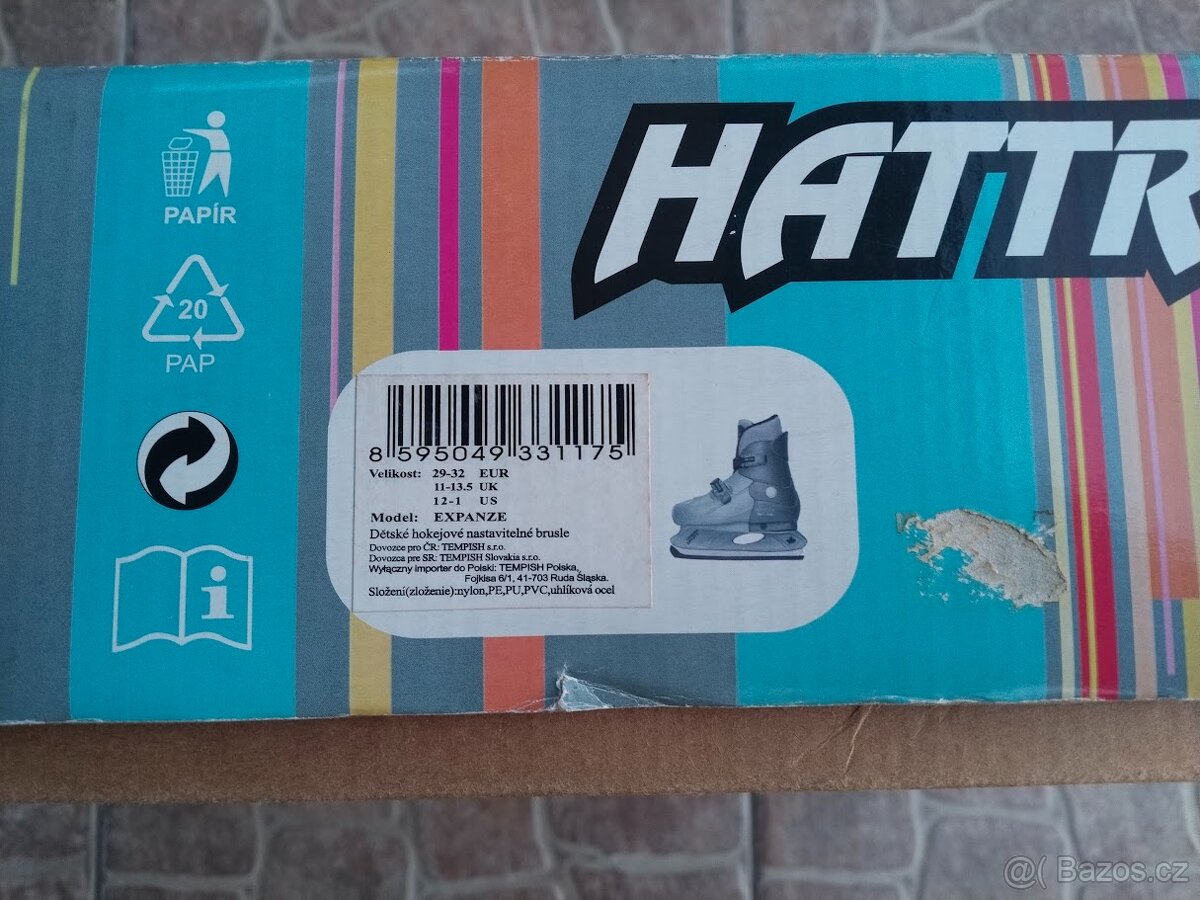 PAPÍR
20
PAP
HATTR
8 595049 331175
Velikost: 29-32 EUR
11-13.5 UK
12-1 US
Model: EXPANZE
Dětské hokejové nastavitelné brusle
Dovozce pro ČR: TEMPISH s.r.o.
Dovozca pre SR: TEMPISH Slovakia s.r.o.
Wyłączny importer do Polski: TEMPISH Polska,
Fojkisa 6/1, 41-703 Ruda Śląska.
Složení(zloženie):nylon,PE,PU,PVC,uhlíková ocel
@( Bazos.cz